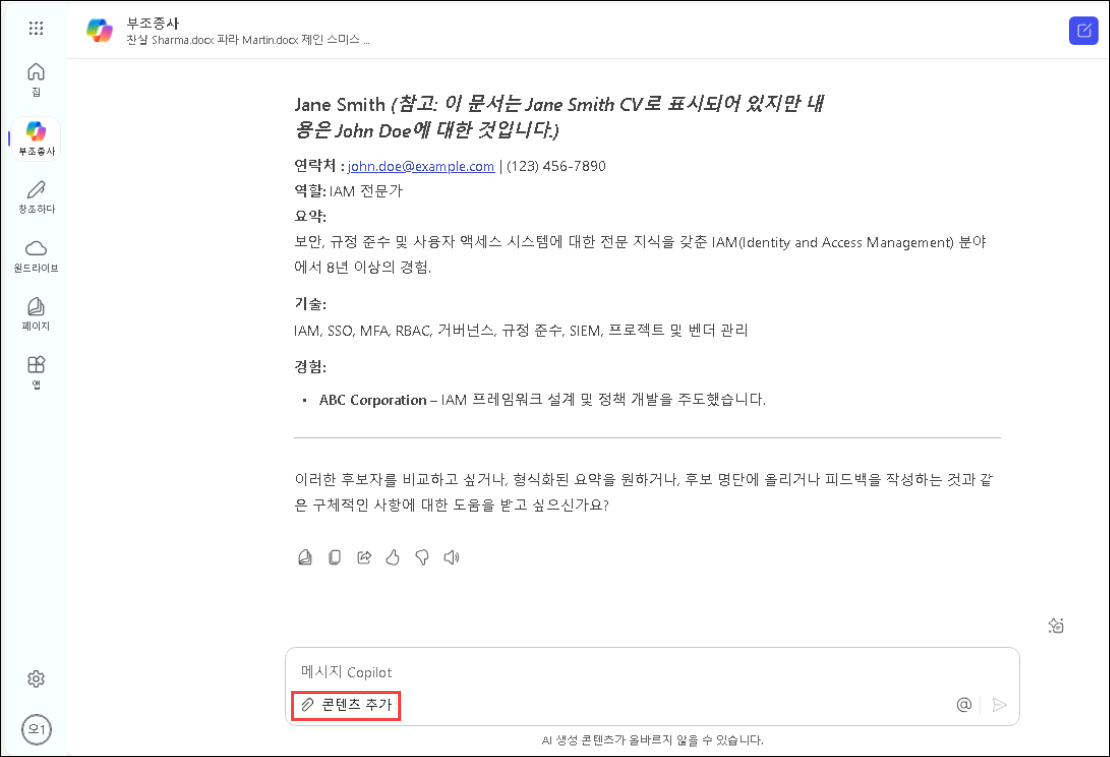 부조종사
찬살 Sharma.docx 파라 Martin.docx 제인 스미스 ...
집
부조종사
창조하다
원드라이브
페이지
앱
Jane Smith (참고: 이 문서는 Jane Smith CV로 표시되어 있지만 내
용은 John Doe에 대한 것입니다.)
연락처 : john.doe@example.com | (123) 456-7890
역할: IAM 전문가
요약:
보안, 규정 준수 및 사용자 액세스 시스템에 대한 전문 지식을 갖춘 IAM(Identity and Access Management) 분야
에서 8년 이상의 경험.
기술:
IAM, SSO, MFA, RBAC, 거버넌스, 규정 준수, SIEM, 프로젝트 및 벤더 관리
경험:
• ABC Corporation – IAM 프레임워크 설계 및 정책 개발을 주도했습니다.
이러한 후보자를 비교하고 싶거나, 형식화된 요약을 원하거나, 후보 명단에 올리거나 피드백을 작성하는 것과 같
은 구체적인 사항에 대한 도움을 받고 싶으신가요?
메시지 Copilot
콘텐츠 추가
@
오1
AI 생성 콘텐츠가 올바르지 않을 수 있습니다.